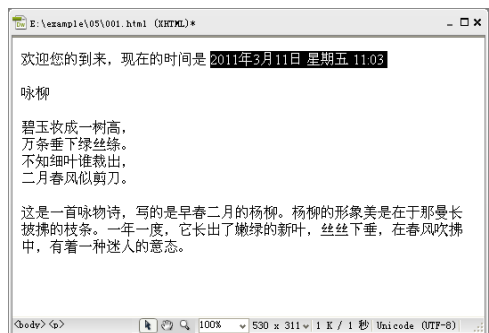 E:\example\05\001.html (XHTML)*
欢迎您的到来，现在的时间是 2011年3月11日 星期五 11:03
咏柳
碧玉妆成一树高，
万条垂下绿丝绦。
不知细叶谁裁出，
二月春风似剪刀。
这是一首咏物诗，写的是早春二月的杨柳。杨柳的形象美是在于那曼长
披拂的枝条。一年一度，它长出了嫩绿的新叶，丝丝下垂，在春风吹拂
中，有着一种迷人的意态。
<body> <p> 100% 530 x 311 1 K / 1 秒 Unicode (UTF-8)